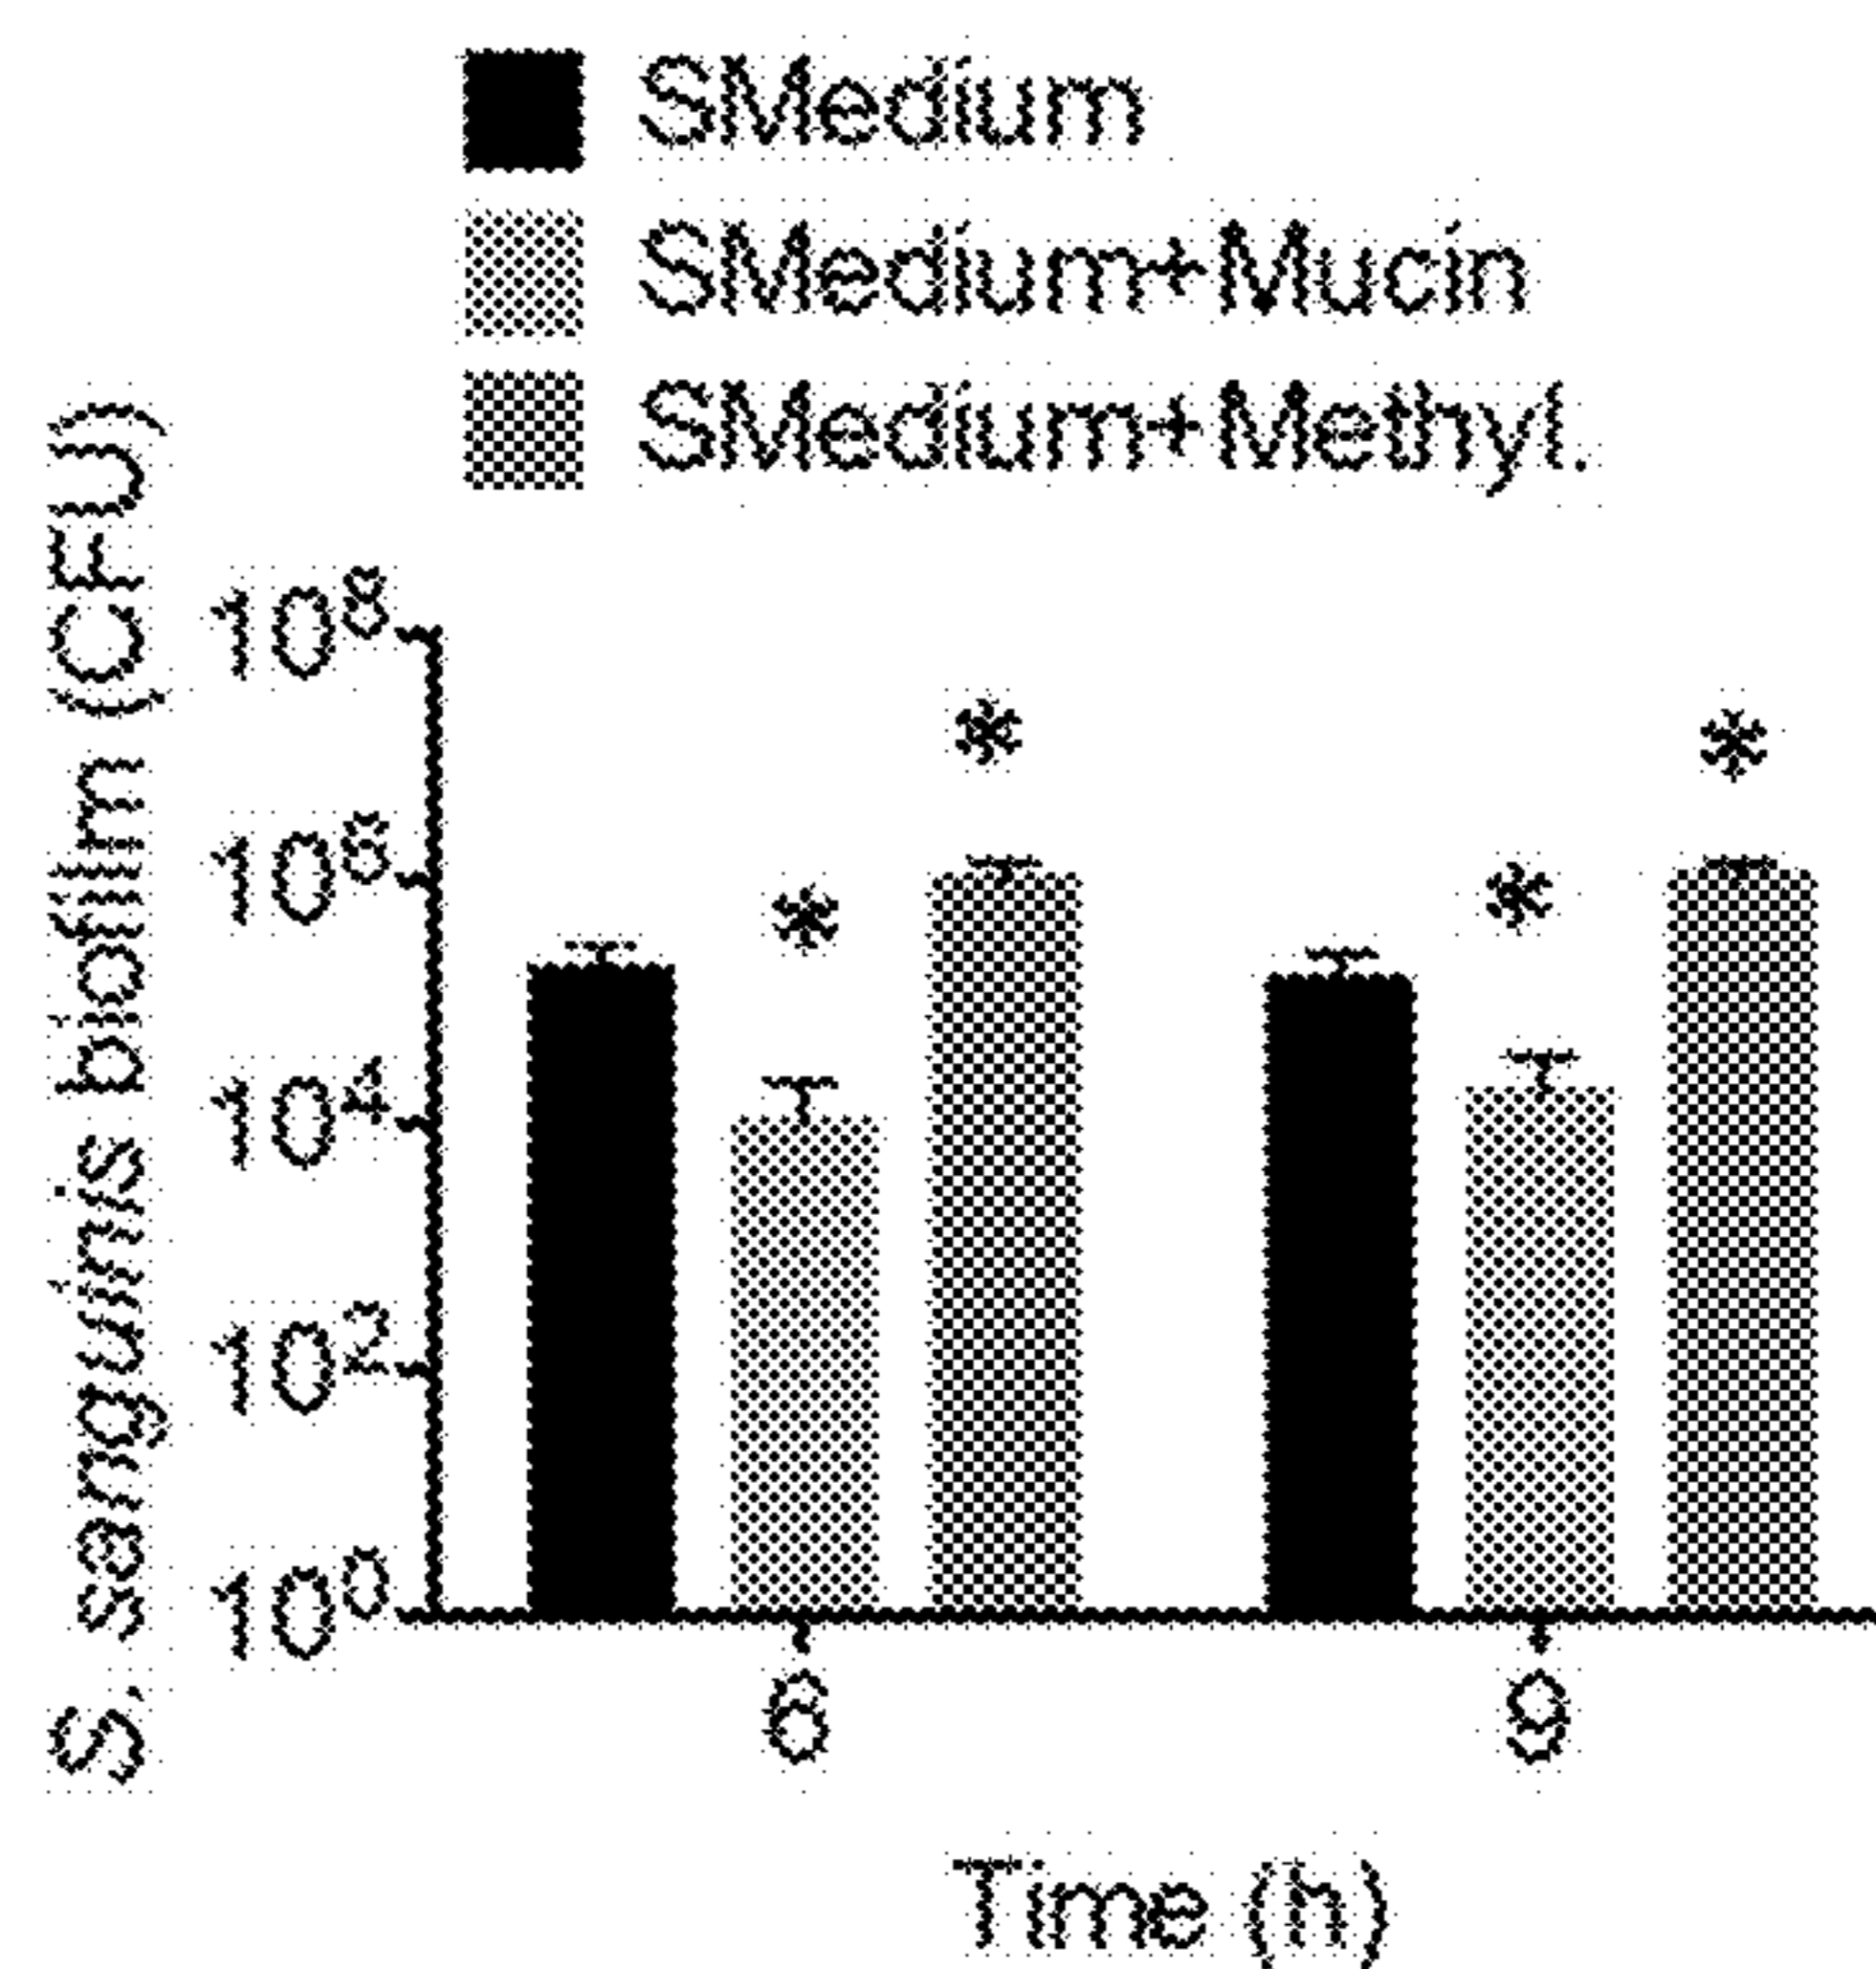 SMedium
SMedium+Mucin
SMedium+Methyl.
S. sanguinis biofilm (CFU)
10⁸
10⁶
10⁴
10²
10⁰
* * * *
6 9
Time (h)